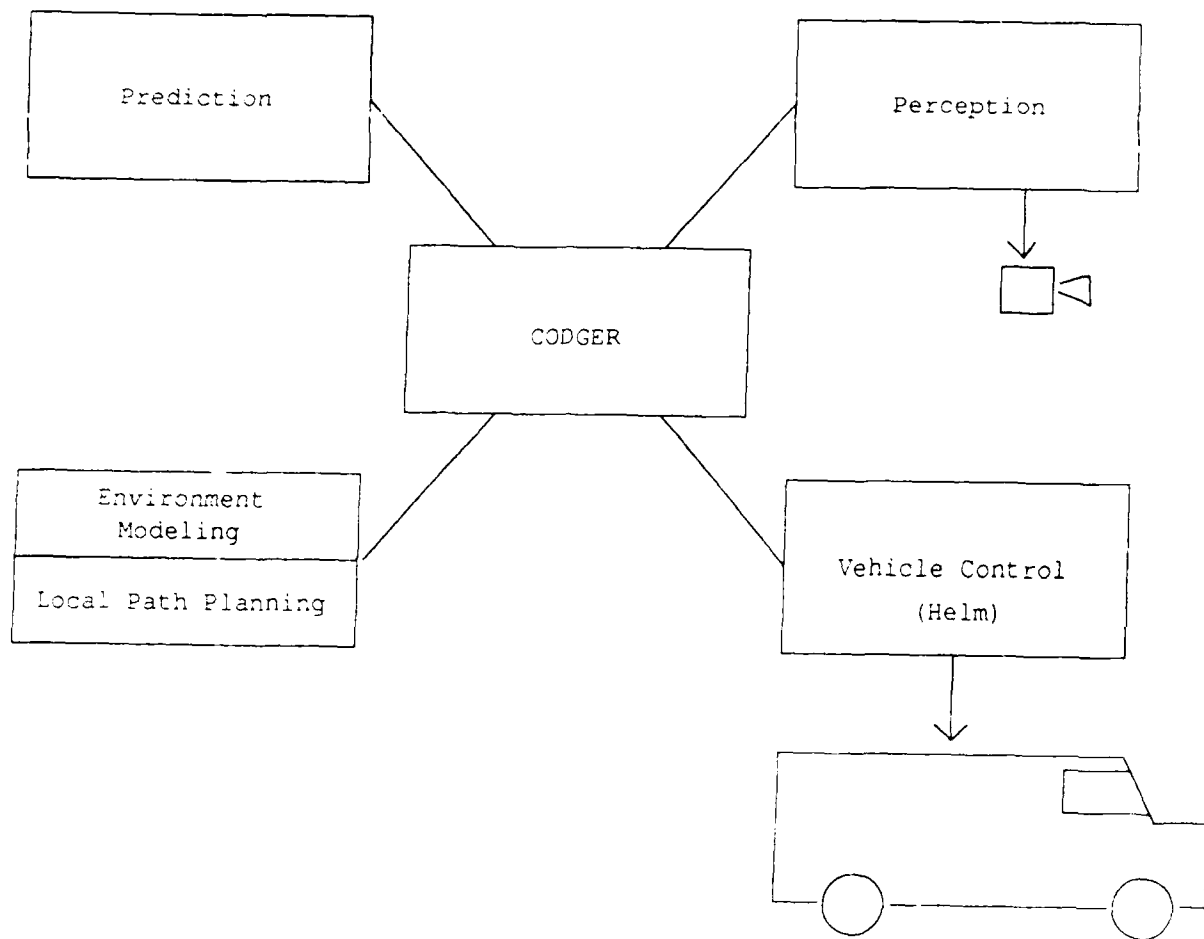 Prediction
Perception
CODGER
Environment
Modeling
Local Path Planning
Vehicle Control
(Helm)